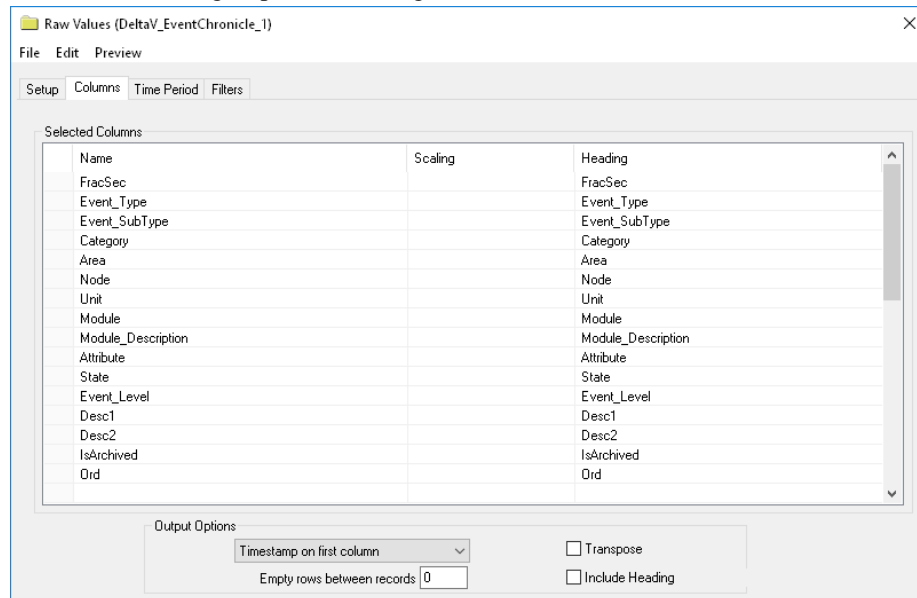 Raw Values (DeltaV_EventChronicle_1)
File Edit Preview
Setup Columns Time Period Filters
Selected Columns
Name Scaling Heading
FracSec FracSec
Event_Type Event_Type
Event_SubType Event_SubType
Category Category
Area Area
Node Node
Unit Unit
Module Module
Module_Description Module_Description
Attribute Attribute
State State
Event_Level Event_Level
Desc1 Desc1
Desc2 Desc2
IsArchived IsArchived
Ord Ord
Output Options
Timestamp on first column Transpose
Empty rows between records 0 Include Heading